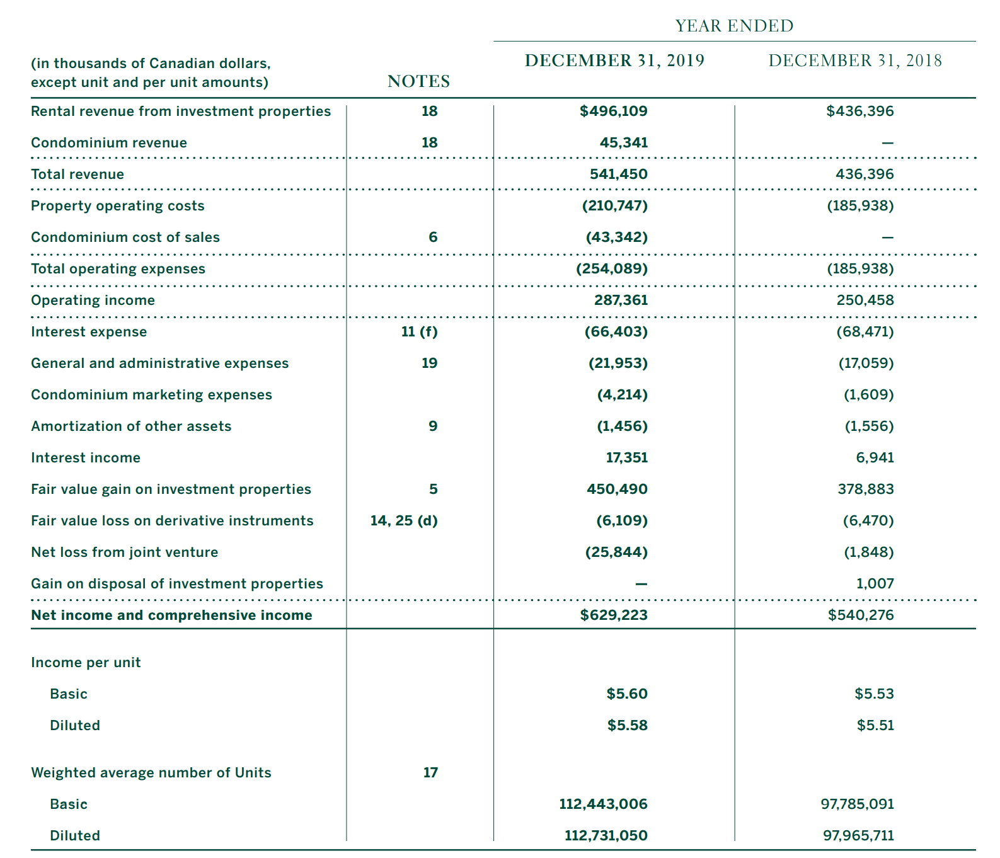 YEAR ENDED
(in thousands of Canadian dollars,
except unit and per unit amounts) NOTES DECEMBER 31, 2019 DECEMBER 31, 2018
Rental revenue from investment properties 18 $496,109 $436,396
Condominium revenue 18 45,341 —
Total revenue 541,450 436,396
Property operating costs (210,747) (185,938)
Condominium cost of sales 6 (43,342) —
Total operating expenses (254,089) (185,938)
Operating income 287,361 250,458
Interest expense 11 (f) (66,403) (68,471)
General and administrative expenses 19 (21,953) (17,059)
Condominium marketing expenses (4,214) (1,609)
Amortization of other assets 9 (1,456) (1,556)
Interest income 17,351 6,941
Fair value gain on investment properties 5 450,490 378,883
Fair value loss on derivative instruments 14, 25 (d) (6,109) (6,470)
Net loss from joint venture (25,844) (1,848)
Gain on disposal of investment properties — 1,007
Net income and comprehensive income $629,223 $540,276
Income per unit
Basic $5.60 $5.53
Diluted $5.58 $5.51
Weighted average number of Units 17
Basic 112,443,006 97,785,091
Diluted 112,731,050 97,965,711